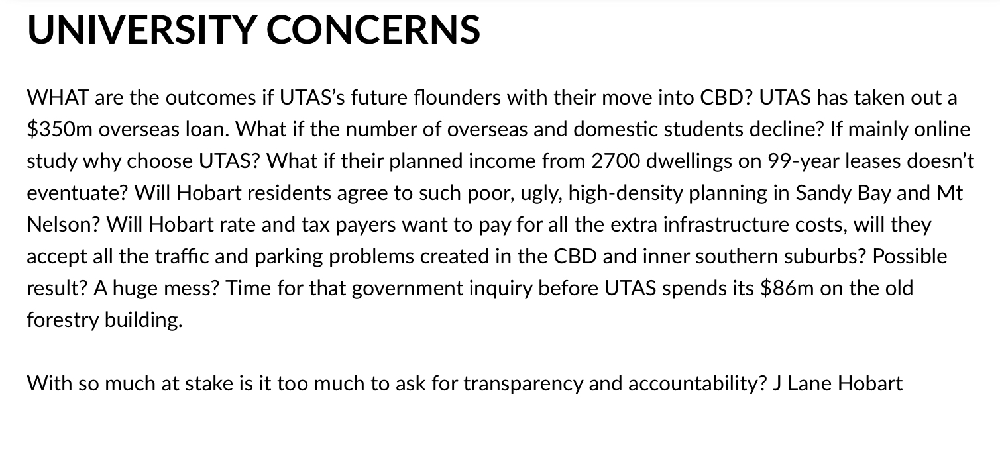 UNIVERSITY CONCERNS
WHAT are the outcomes if UTAS’s future flounders with their move into CBD? UTAS has taken out a
$350m overseas loan. What if the number of overseas and domestic students decline? If mainly online
study why choose UTAS? What if their planned income from 2700 dwellings on 99-year leases doesn’t
eventuate? Will Hobart residents agree to such poor, ugly, high-density planning in Sandy Bay and Mt
Nelson? Will Hobart rate and tax payers want to pay for all the extra infrastructure costs, will they
accept all the traffic and parking problems created in the CBD and inner southern suburbs? Possible
result? A huge mess? Time for that government inquiry before UTAS spends its $86m on the old
forestry building.
With so much at stake is it too much to ask for transparency and accountability? J Lane Hobart